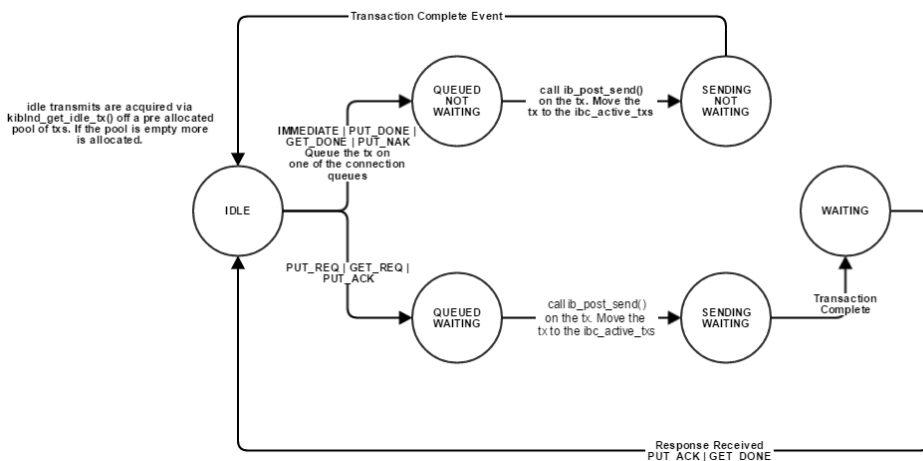 Transaction Complete Event
idle transmits are acquired via
kiblnd_get_idle_tx() off a pre allocated
pool of txs. If the pool is empty more
is allocated.
QUEUED
NOT
WAITING
call ib_post_send()
on the tx. Move the
tx to the ibc_active_txs
SENDING
NOT
WAITING
IMMEDIATE | PUT_DONE |
GET_DONE | PUT_NAK
Queue the tx on
one of the connection
queues
IDLE
WAITING
PUT_REQ | GET_REQ |
PUT_ACK
QUEUED
WAITING
call ib_post_send()
on the tx. Move the
tx to the ibc_active_txs
SENDING
WAITING
Transaction
Complete
Response Received
PUT_ACK | GET_DONE